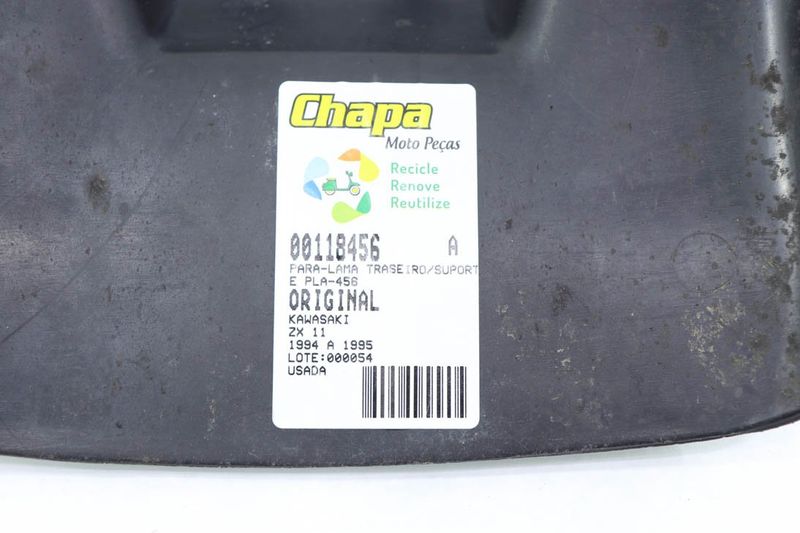 Chapa
Moto Peças
Recicle
Renove
Reutilize
00118456 A
PARA-LAMA TRASEIRO/SUPORT
E PLA-456
ORIGINAL
KAWASAKI
ZX 11
1994 A 1995
LOTE:000054
USADA